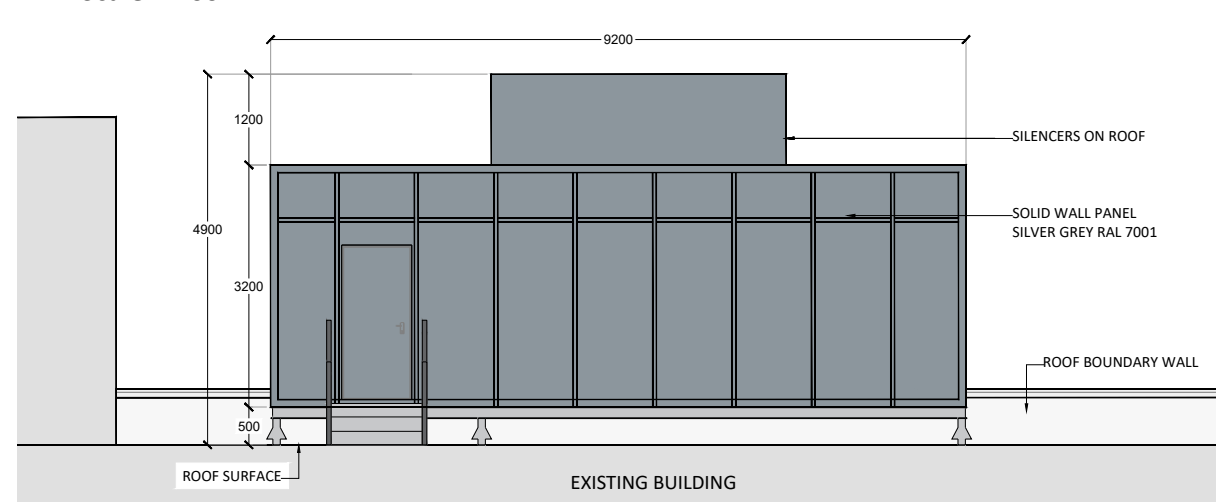 9200
1200
SILENCERS ON ROOF
4900
SOLID WALL PANEL
SILVER GREY RAL 7001
3200
ROOF BOUNDARY WALL
500
ROOF SURFACE
EXISTING BUILDING